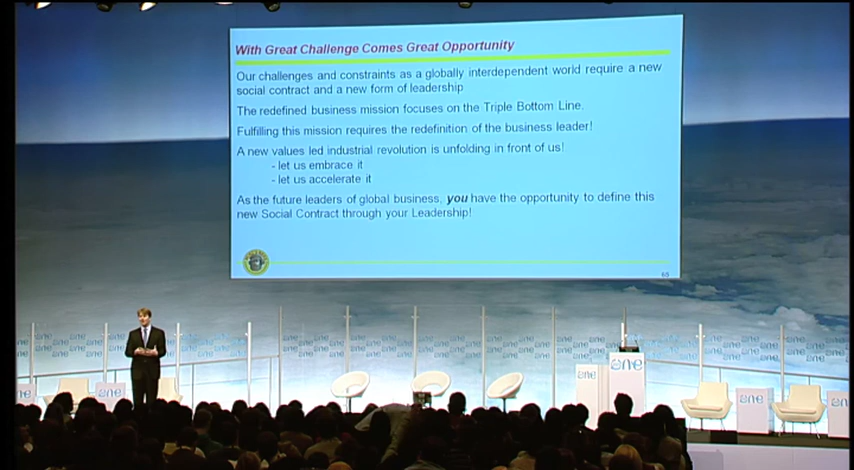 With Great Challenge Comes Great Opportunity
Our challenges and constraints as a globally interdependent world require a new
social contract and a new form of leadership
The redefined business mission focuses on the Triple Bottom Line.
Fulfilling this mission requires the redefinition of the business leader!
A new values led industrial revolution is unfolding in front of us!
- let us embrace it
- let us accelerate it
As the future leaders of global business, you have the opportunity to define this
new Social Contract through your Leadership!
65
one
one
one
one
one